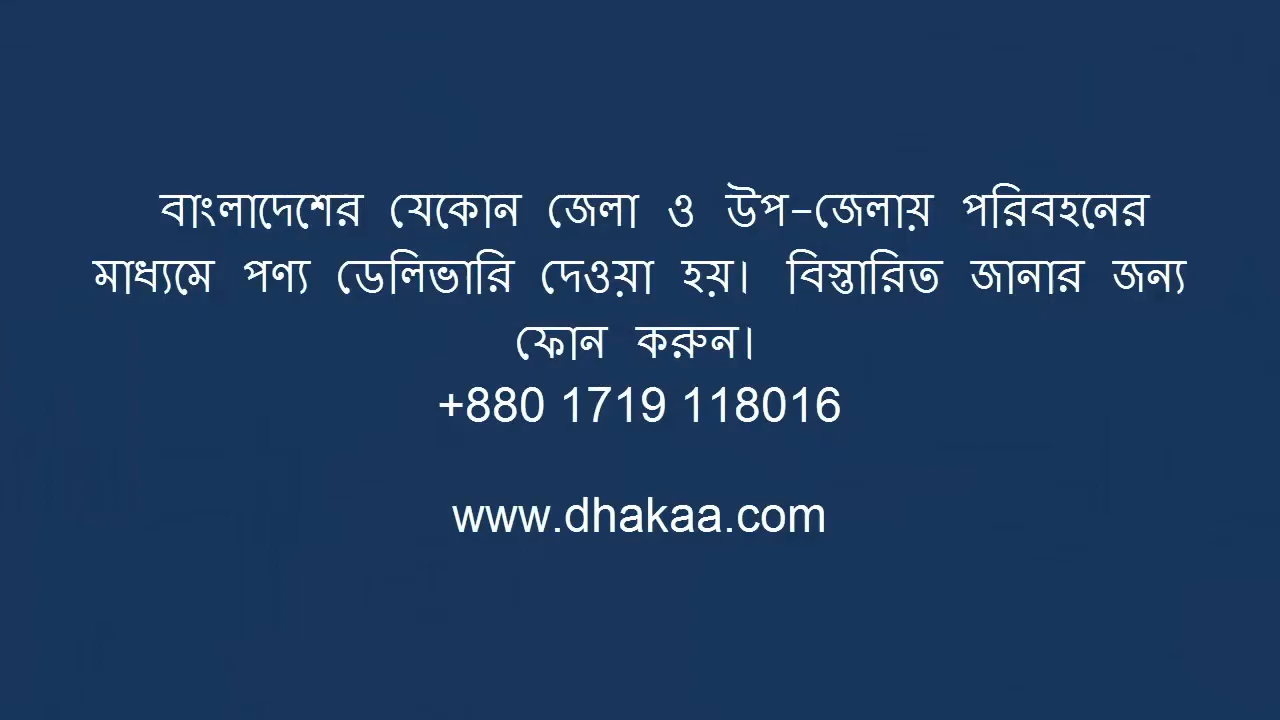 বাংলাদেশের যেকোন জেলা ও উপ-জেলায় পরিবহনের
মাধ্যমে পণ্য ডেলিভারি দেওয়া হয়। বিস্তারিত জানার জন্য
ফোন করুন।
+880 1719 118016
www.dhakaa.com